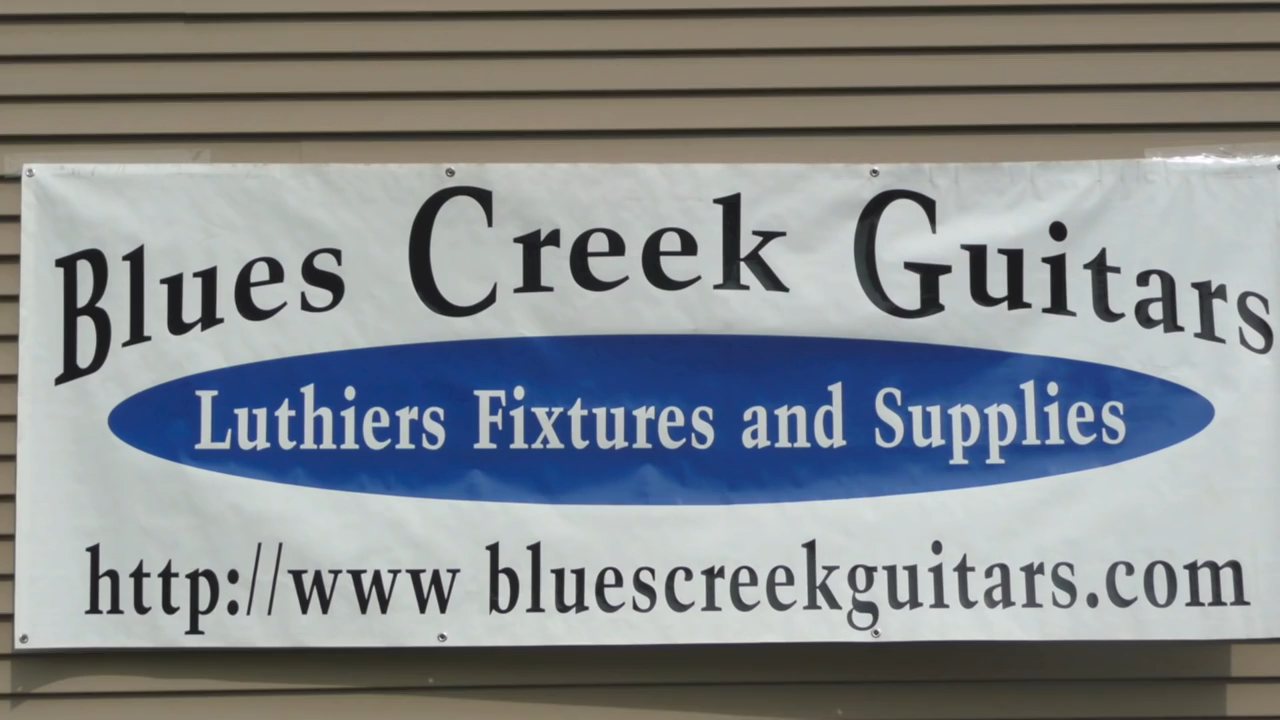 Blues Creek Guitars
Luthiers Fixtures and Supplies
http://www bluescreekguitars.com